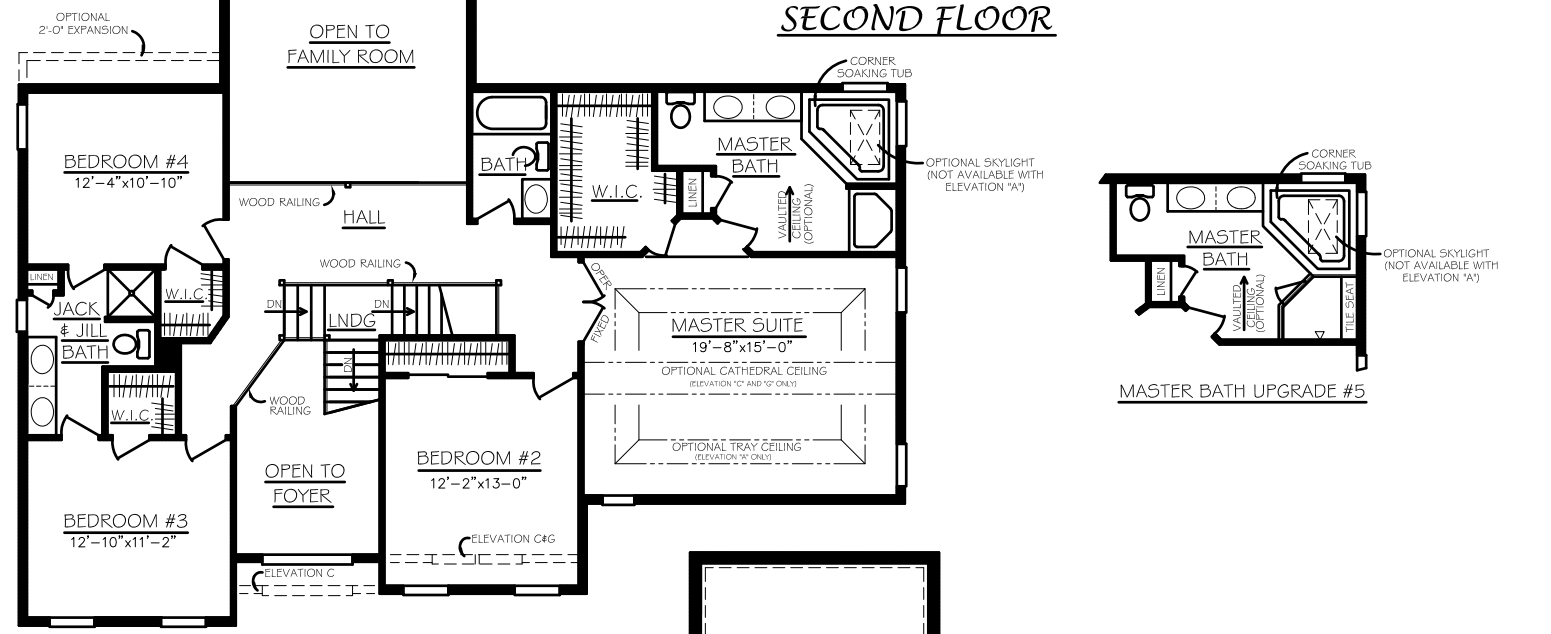 SECOND FLOOR
OPTIONAL
2'-0" EXPANSION
OPEN TO
FAMILY ROOM
CORNER
SOAKING TUB
BEDROOM #4
12'-4"x10'-10"
BATH
W.I.C.
MASTER
BATH
LINEN
VAULTED
CEILING
(OPTIONAL)
OPTIONAL SKYLIGHT
(NOT AVAILABLE WITH
ELEVATION "A")
WOOD RAILING
HALL
WOOD RAILING
LINEN
W.I.C.
JACK
& JILL
BATH
DN
DN
LNDG
DN
OPER
FIXED
MASTER SUITE
19'-8"x15'-0"
OPTIONAL CATHEDRAL CEILING
(ELEVATION "C" AND "G" ONLY)
OPTIONAL TRAY CEILING
(ELEVATION "A" ONLY)
W.I.C.
WOOD
RAILING
OPEN TO
FOYER
BEDROOM #2
12'-2"x13'-0"
BEDROOM #3
12'-10"x11'-2"
ELEVATION C&G
ELEVATION C
CORNER
SOAKING TUB
MASTER
BATH
OPTIONAL SKYLIGHT
(NOT AVAILABLE WITH
ELEVATION "A")
LINEN
VAULTED
CEILING
(OPTIONAL)
TILE SEAT
MASTER BATH UPGRADE #5